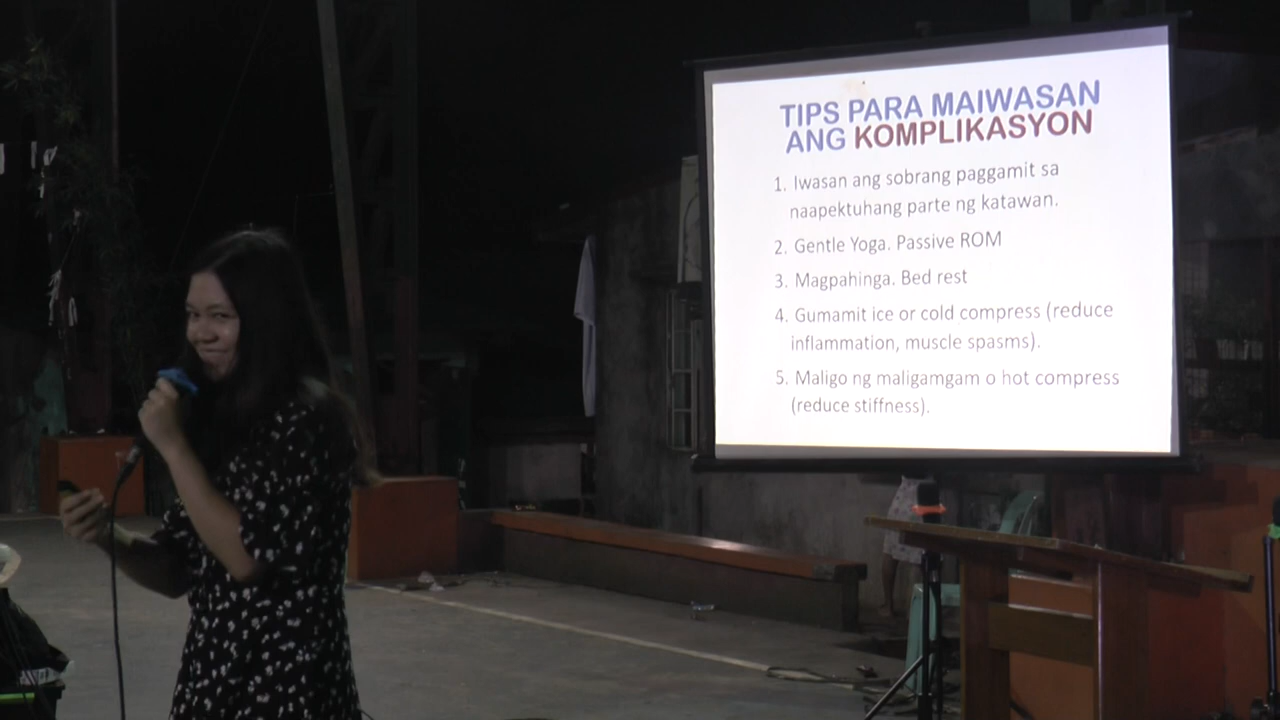 TIPS PARA MAIWASAN
ANG KOMPLIKASYON
1. Iwasan ang sobrang paggamit sa
naapektuhang parte ng katawan.
2. Gentle Yoga. Passive ROM
3. Magpahinga. Bed rest
4. Gumamit ice or cold compress (reduce
inflammation, muscle spasms).
5. Maligo ng maligamgam o hot compress
(reduce stiffness).